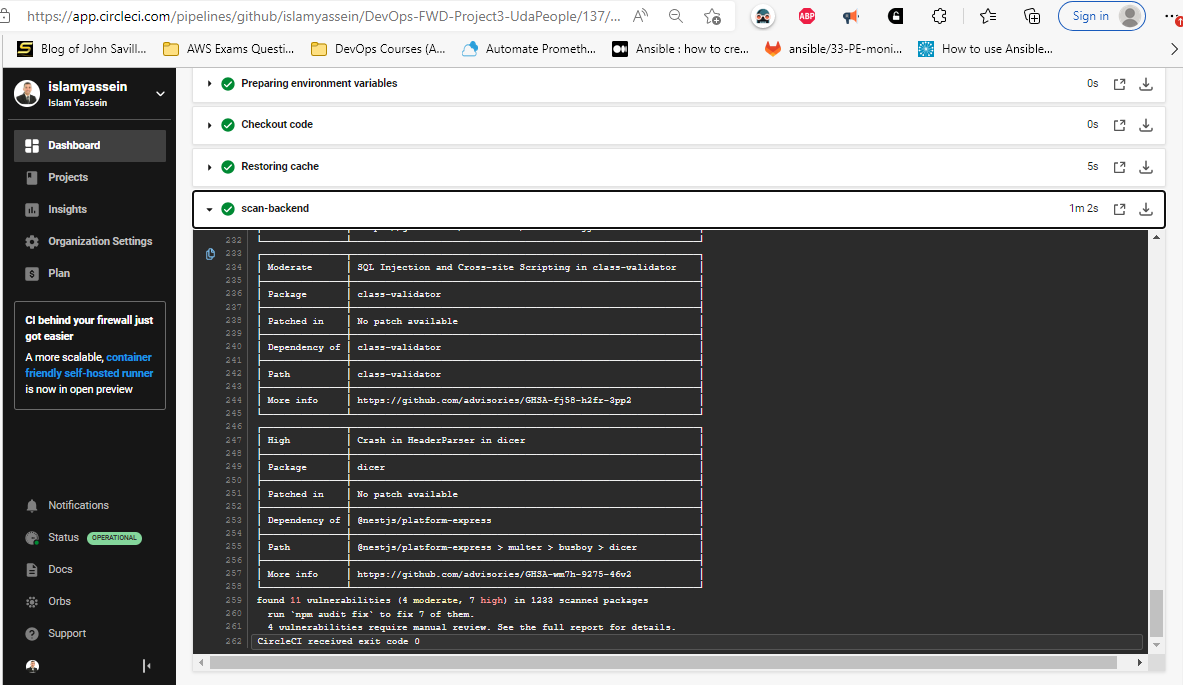 https://app.circleci.com/pipelines/github/islamyassein/DevOps-FWD-Project3-UdaPeople/137/...
Sign in
Blog of John Savill...
AWS Exams Questi...
DevOps Courses (A...
Automate Prometh...
Ansible : how to cre...
ansible/33-PE-moni...
How to use Ansible...
islamyassein
Islam Yassein
Dashboard
Projects
Insights
Organization Settings
Plan
CI behind your firewall just
got easier
A more scalable, container
friendly self-hosted runner
is now in open preview
Notifications
Status OPERATIONAL
Docs
Orbs
Support
Preparing environment variables 0s
Checkout code 0s
Restoring cache 5s
scan-backend 1m 2s
232
233
234 Moderate SQL Injection and Cross-site Scripting in class-validator
235
236 Package class-validator
237
238 Patched in No patch available
239
240 Dependency of class-validator
241
242 Path class-validator
243
244 More info https://github.com/advisories/GHSA-fj58-h2fr-3pp2
245
246
247 High Crash in HeaderParser in dicer
248
249 Package dicer
250
251 Patched in No patch available
252
253 Dependency of @nestjs/platform-express
254
255 Path @nestjs/platform-express > multer > busboy > dicer
256
257 More info https://github.com/advisories/GHSA-wm7h-9275-46v2
258
259 found 11 vulnerabilities (4 moderate, 7 high) in 1233 scanned packages
260 run `npm audit fix` to fix 7 of them.
261 4 vulnerabilities require manual review. See the full report for details.
262 CircleCI received exit code 0